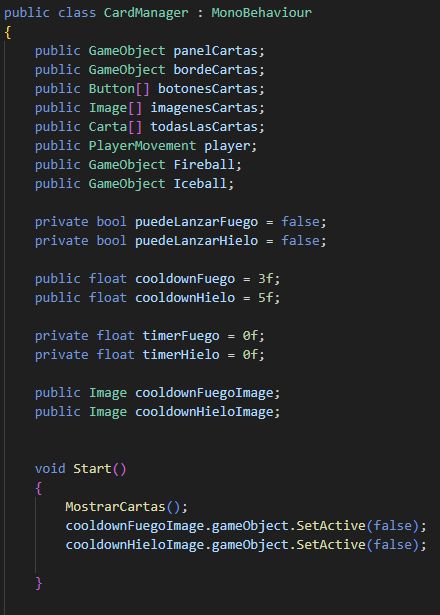 public class CardManager : MonoBehaviour
{
public GameObject panelCartas;
public GameObject bordeCartas;
public Button[] botonesCartas;
public Image[] imagenesCartas;
public Carta[] todasLasCartas;
public PlayerMovement player;
public GameObject Fireball;
public GameObject Iceball;
private bool puedeLanzarFuego = false;
private bool puedeLanzarHielo = false;
public float cooldownFuego = 3f;
public float cooldownHielo = 5f;
private float timerFuego = 0f;
private float timerHielo = 0f;
public Image cooldownFuegoImage;
public Image cooldownHieloImage;
void Start()
{
MostrarCartas();
cooldownFuegoImage.gameObject.SetActive(false);
cooldownHieloImage.gameObject.SetActive(false);
}